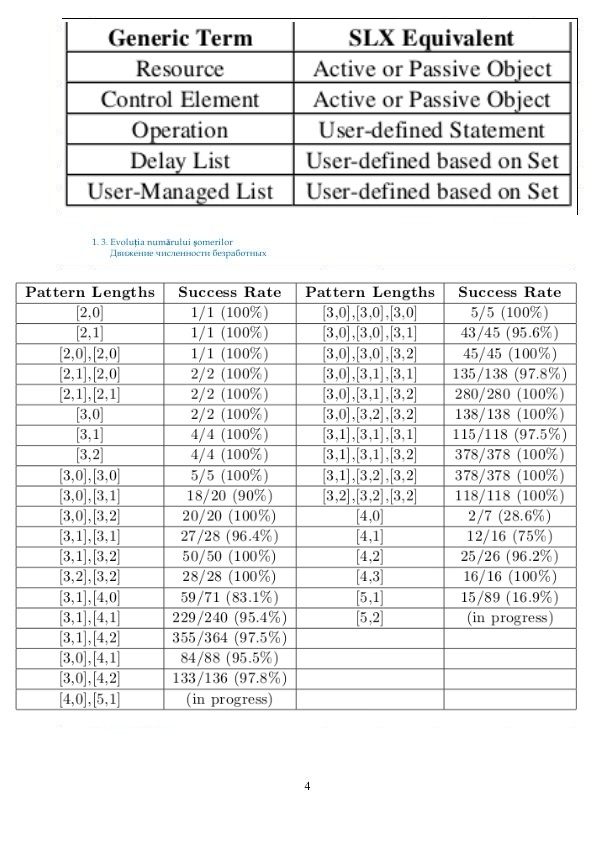 Generic Term SLX Equivalent
Resource Active or Passive Object
Control Element Active or Passive Object
Operation User-defined Statement
Delay List User-defined based on Set
User-Managed List User-defined based on Set
1. 3. Evoluția numărului șomerilor
Движение численности безработных
Pattern Lengths Success Rate Pattern Lengths Success Rate
[2,0] 1/1 (100%) [3,0],[3,0],[3,0] 5/5 (100%)
[2,1] 1/1 (100%) [3,0],[3,0],[3,1] 43/45 (95.6%)
[2,0],[2,0] 1/1 (100%) [3,0],[3,0],[3,2] 45/45 (100%)
[2,1],[2,0] 2/2 (100%) [3,0],[3,1],[3,1] 135/138 (97.8%)
[2,1],[2,1] 2/2 (100%) [3,0],[3,1],[3,2] 280/280 (100%)
[3,0] 2/2 (100%) [3,0],[3,2],[3,2] 138/138 (100%)
[3,1] 4/4 (100%) [3,1],[3,1],[3,1] 115/118 (97.5%)
[3,2] 4/4 (100%) [3,1],[3,1],[3,2] 378/378 (100%)
[3,0],[3,0] 5/5 (100%) [3,1],[3,2],[3,2] 378/378 (100%)
[3,0],[3,1] 18/20 (90%) [3,2],[3,2],[3,2] 118/118 (100%)
[3,0],[3,2] 20/20 (100%) [4,0] 2/7 (28.6%)
[3,1],[3,1] 27/28 (96.4%) [4,1] 12/16 (75%)
[3,1],[3,2] 50/50 (100%) [4,2] 25/26 (96.2%)
[3,2],[3,2] 28/28 (100%) [4,3] 16/16 (100%)
[3,1],[4,0] 59/71 (83.1%) [5,1] 15/89 (16.9%)
[3,1],[4,1] 229/240 (95.4%) [5,2] (in progress)
[3,1],[4,2] 355/364 (97.5%)
[3,0],[4,1] 84/88 (95.5%)
[3,0],[4,2] 133/136 (97.8%)
[4,0],[5,1] (in progress)
4